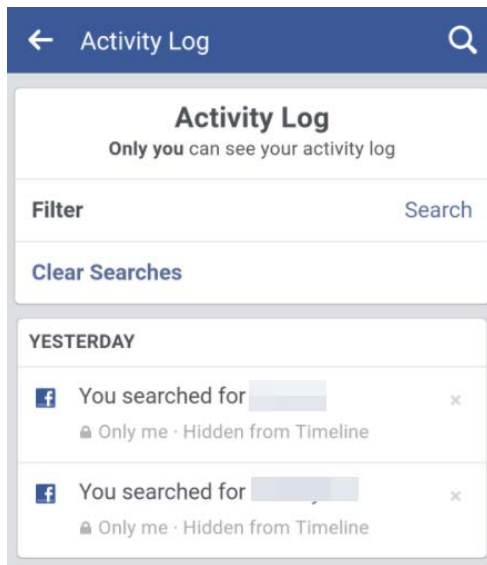 Activity Log
Activity Log
Only you can see your activity log
Filter Search
Clear Searches
YESTERDAY
You searched for
Only me · Hidden from Timeline
You searched for
Only me · Hidden from Timeline